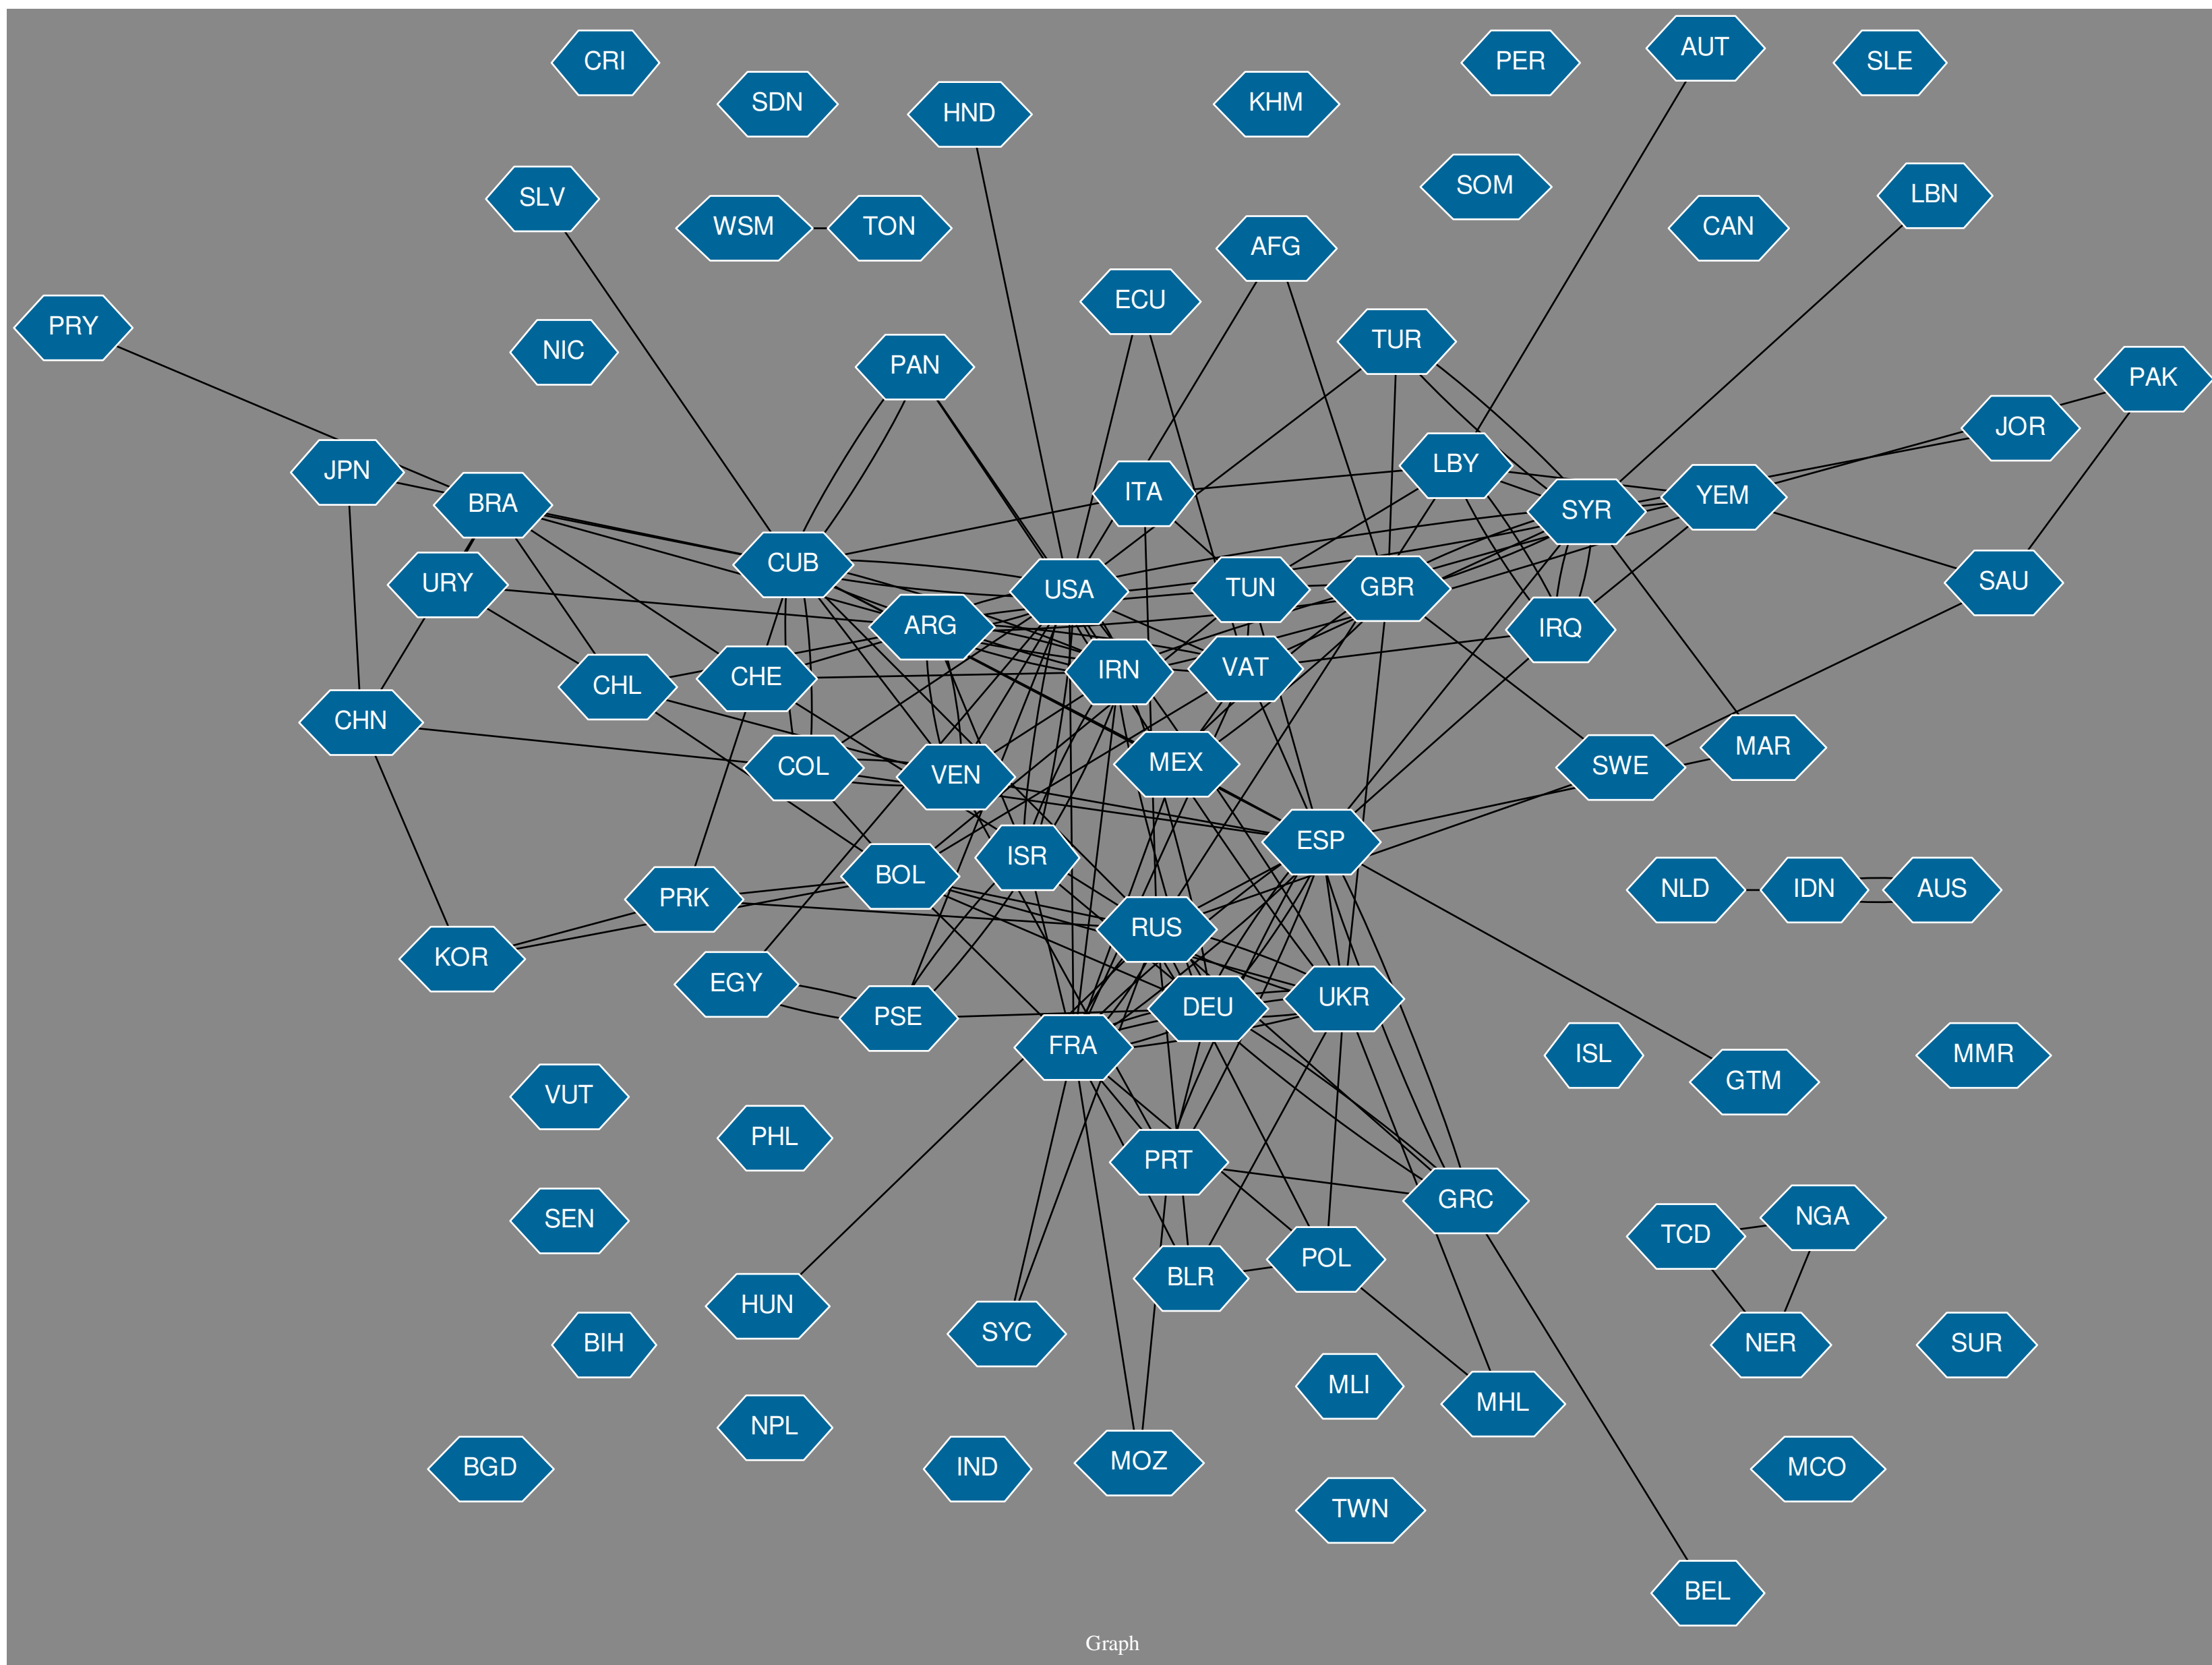 CRI
SDN
HND
KHM
PER
AUT
SLE
SLV
WSM
TON
SOM
CAN
LBN
AFG
ECU
PRY
NIC
PAN
TUR
PAK
JOR
JPN
BRA
ITA
LBY
SYR
YEM
CUB
URY
USA
TUN
GBR
SAU
ARG
IRQ
CHL
CHE
IRN
VAT
CHN
COL
VEN
MEX
SWE
MAR
ESP
ISR
BOL
PRK
NLD
IDN
AUS
RUS
KOR
EGY
PSE
DEU
UKR
FRA
ISL
GTM
MMR
VUT
PHL
PRT
GRC
SEN
TCD
NGA
BLR
POL
HUN
SYC
BIH
NER
SUR
MLI
MHL
NPL
BGD
IND
MOZ
MCO
TWN
BEL
Graph